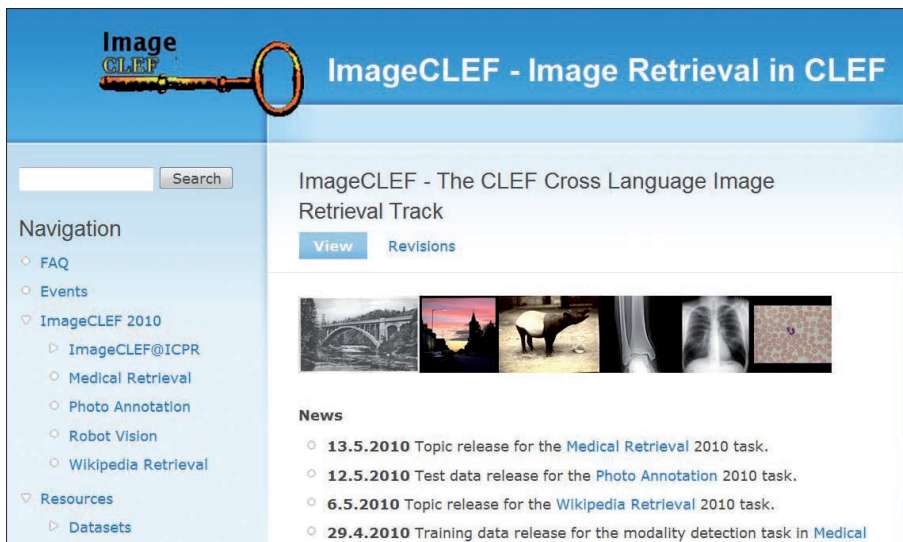 Image
CLEF
ImageCLEF - Image Retrieval in CLEF
Search
Navigation
FAQ
Events
ImageCLEF 2010
ImageCLEF@ICPR
Medical Retrieval
Photo Annotation
Robot Vision
Wikipedia Retrieval
Resources
Datasets
ImageCLEF - The CLEF Cross Language Image
Retrieval Track
View Revisions
News
13.5.2010 Topic release for the Medical Retrieval 2010 task.
12.5.2010 Test data release for the Photo Annotation 2010 task.
6.5.2010 Topic release for the Wikipedia Retrieval 2010 task.
29.4.2010 Training data release for the modality detection task in Medical